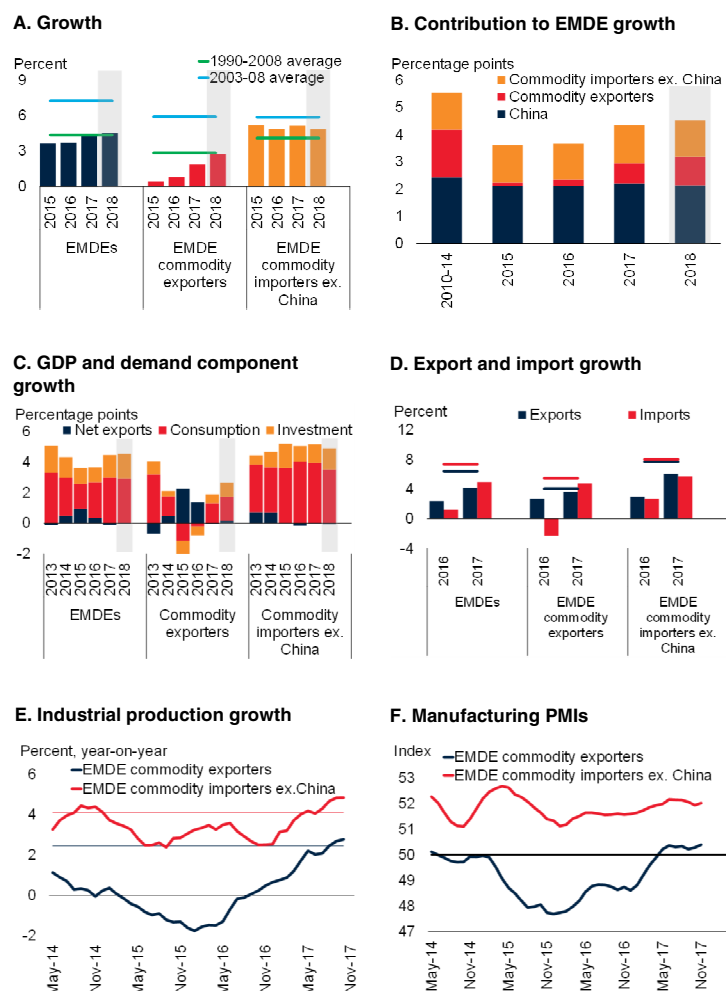 A. Growth
Percent
1990-2008 average
2003-08 average
9
6
3
0
2015
2016
2017
2018
2015
2016
2017
2018
2015
2016
2017
2018
EMDEs
EMDE
commodity
exporters
EMDE
commodity
importers ex.
China
B. Contribution to EMDE growth
Percentage points
Commodity importers ex. China
Commodity exporters
China
6
5
4
3
2
1
0
2010-14
2015
2016
2017
2018
C. GDP and demand component
growth
Percentage points
Net exports Consumption Investment
6
4
2
0
-2
2013
2014
2015
2016
2017
2018
2013
2014
2015
2016
2017
2018
2013
2014
2015
2016
2017
2018
EMDEs
Commodity
exporters
Commodity
importers ex.
China
D. Export and import growth
Percent
Exports Imports
12
8
4
0
-4
2016
2017
2016
2017
2016
2017
EMDEs
EMDE
commodity
exporters
EMDE
commodity
importers ex.
China
E. Industrial production growth
Percent, year-on-year
EMDE commodity exporters
EMDE commodity importers ex.China
6
4
2
0
-2
May-14
Nov-14
May-15
Nov-15
May-16
Nov-16
May-17
Nov-17
F. Manufacturing PMIs
Index
EMDE commodity exporters
EMDE commodity importers ex. China
53
52
51
50
49
48
47
May-14
Nov-14
May-15
Nov-15
May-16
Nov-16
May-17
Nov-17